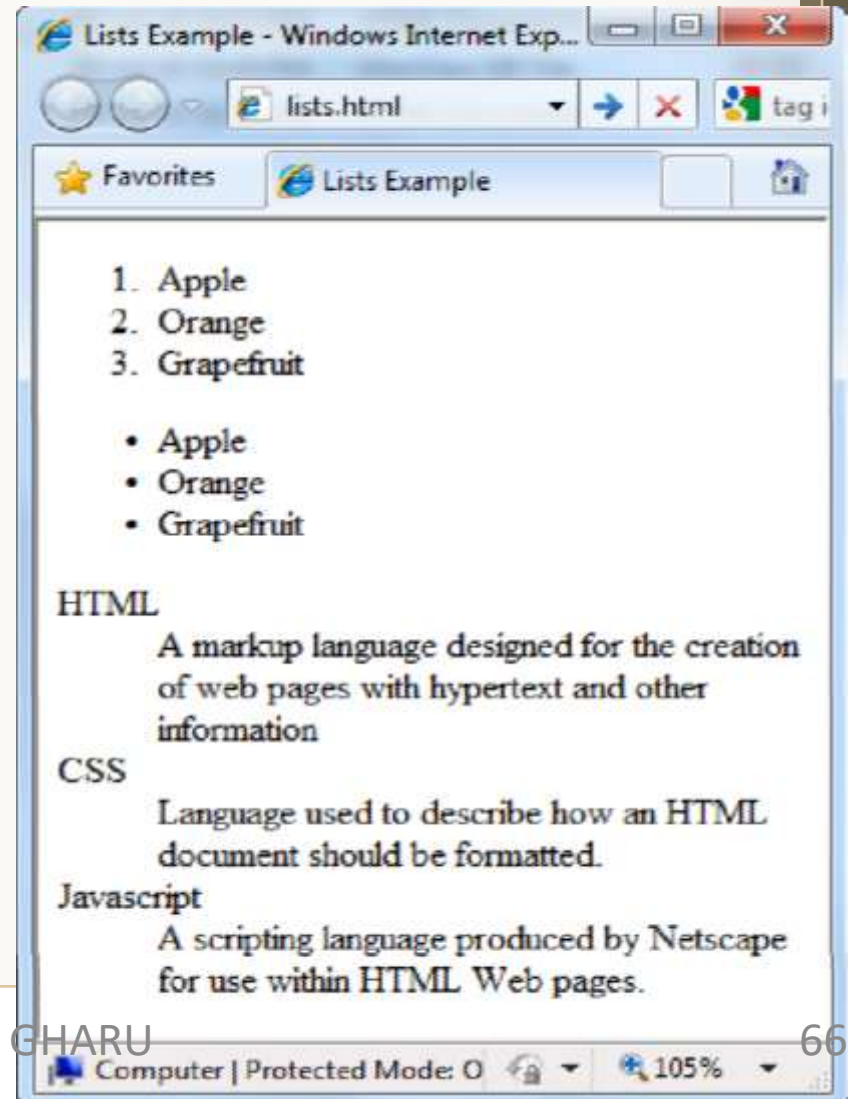 Lists Example - Windows Internet Exp...
lists.html
tag i
Favorites
Lists Example
1. Apple
2. Orange
3. Grapefruit
• Apple
• Orange
• Grapefruit
HTML
A markup language designed for the creation
of web pages with hypertext and other
information
CSS
Language used to describe how an HTML
document should be formatted.
Javascript
A scripting language produced by Netscape
for use within HTML Web pages.
GHARU
66
Computer | Protected Mode: O
105%